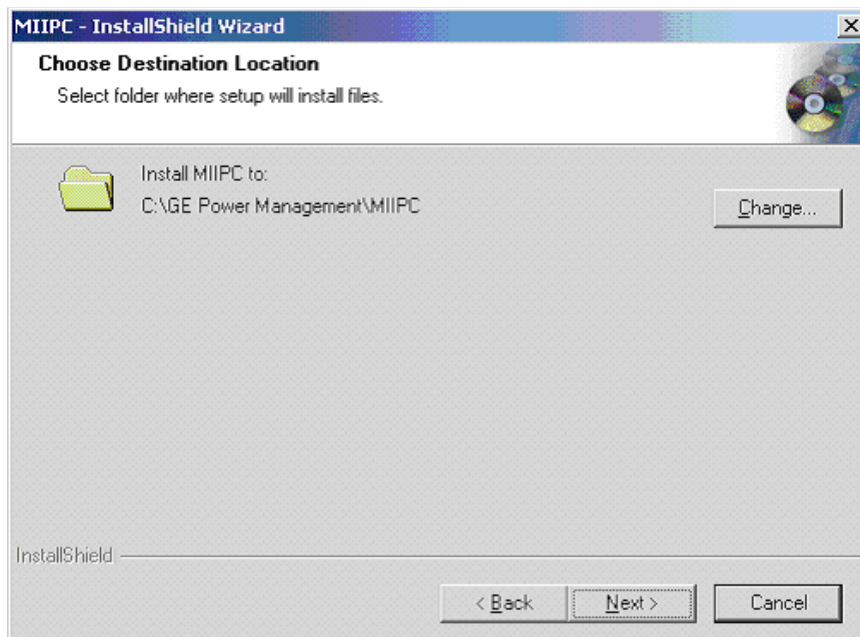 MIIPC - InstallShield Wizard
Choose Destination Location
Select folder where setup will install files.
Install MIIPC to:
C:\GE Power Management\MIIPC
Change...
InstallShield
< Back
Next >
Cancel